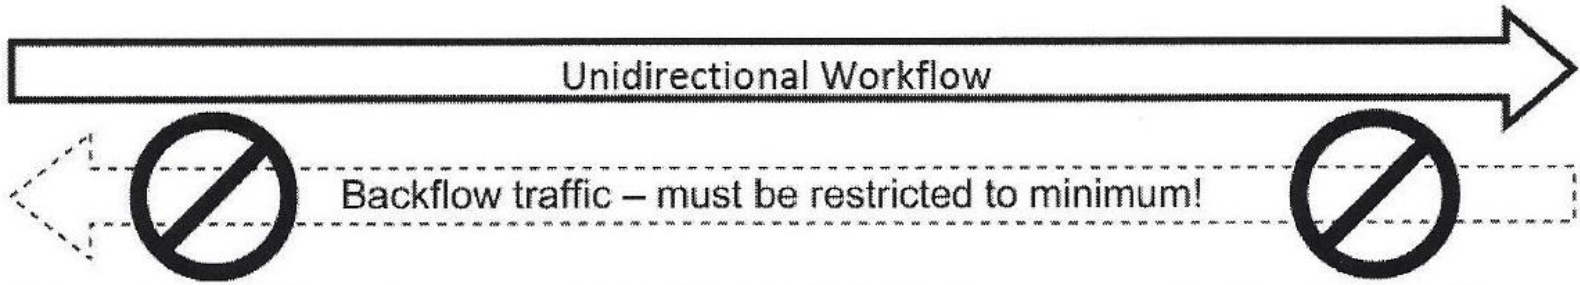 Unidirectional Workflow
Backflow traffic – must be restricted to minimum!